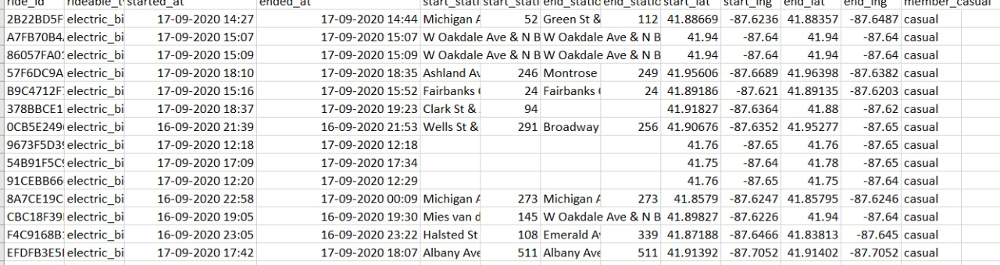 ride_id rideable_t started_at ended_at start_stati start_stati end_statio end_statio start_lat start_lng end_lat end_lng member_casual
2B22BD5F electric_bi 17-09-2020 14:27 17-09-2020 14:44 Michigan A 52 Green St & 112 41.88669 -87.6236 41.88357 -87.6487 casual
A7FB70B4 electric_bi 17-09-2020 15:07 17-09-2020 15:07 W Oakdale Ave & N B W Oakdale Ave & N B 41.94 -87.64 41.94 -87.64 casual
86057FA01 electric_bi 17-09-2020 15:09 17-09-2020 15:09 W Oakdale Ave & N B W Oakdale Ave & N B 41.94 -87.64 41.94 -87.64 casual
57F6DC9A electric_bi 17-09-2020 18:10 17-09-2020 18:35 Ashland Av 246 Montrose 249 41.95606 -87.6689 41.96398 -87.6382 casual
B9C4712F electric_bi 17-09-2020 15:16 17-09-2020 15:52 Fairbanks 24 Fairbanks 24 41.89186 -87.621 41.89135 -87.6203 casual
378BBCE1 electric_bi 17-09-2020 18:37 17-09-2020 19:23 Clark St & 94 41.91827 -87.6364 41.88 -87.62 casual
0CB5E249 electric_bi 16-09-2020 21:39 16-09-2020 21:53 Wells St & 291 Broadway 256 41.90676 -87.6352 41.95277 -87.65 casual
9673F5D39 electric_bi 17-09-2020 12:18 17-09-2020 12:18 41.76 -87.65 41.76 -87.65 casual
54B91F5C9 electric_bi 17-09-2020 17:09 17-09-2020 17:34 41.75 -87.64 41.78 -87.65 casual
91CEBB66 electric_bi 17-09-2020 12:20 17-09-2020 12:29 41.76 -87.65 41.75 -87.64 casual
8A7CE19C electric_bi 16-09-2020 22:58 17-09-2020 00:09 Michigan A 273 Michigan A 273 41.8579 -87.6247 41.85795 -87.6246 casual
CBC18F39 electric_bi 16-09-2020 19:05 16-09-2020 19:30 Mies van d 145 W Oakdale Ave & N B 41.89827 -87.6226 41.94 -87.64 casual
F4C9168B electric_bi 16-09-2020 23:05 16-09-2020 23:22 Halsted St 108 Emerald Av 339 41.87188 -87.6466 41.83813 -87.645 casual
EFDFB3E5 electric_bi 17-09-2020 17:42 17-09-2020 18:07 Albany Ave 511 Albany Ave 511 41.91392 -87.7052 41.91402 -87.7052 casual